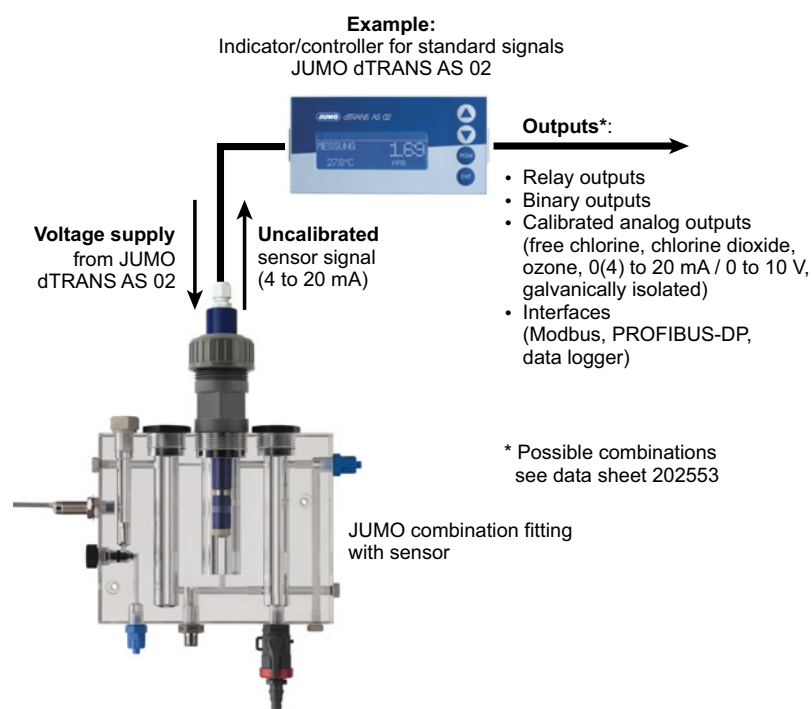 Example:
Indicator/controller for standard signals
JUMO dTRANS AS 02
JUMO dTRANS AS 02
MESSUNG 1.69
27.8°C PPM
PGM
EXIT
Outputs*:
• Relay outputs
• Binary outputs
• Calibrated analog outputs
(free chlorine, chlorine dioxide,
ozone, 0(4) to 20 mA / 0 to 10 V,
galvanically isolated)
• Interfaces
(Modbus, PROFIBUS-DP,
data logger)
Voltage supply
from JUMO
dTRANS AS 02
Uncalibrated
sensor signal
(4 to 20 mA)
* Possible combinations
see data sheet 202553
JUMO combination fitting
with sensor